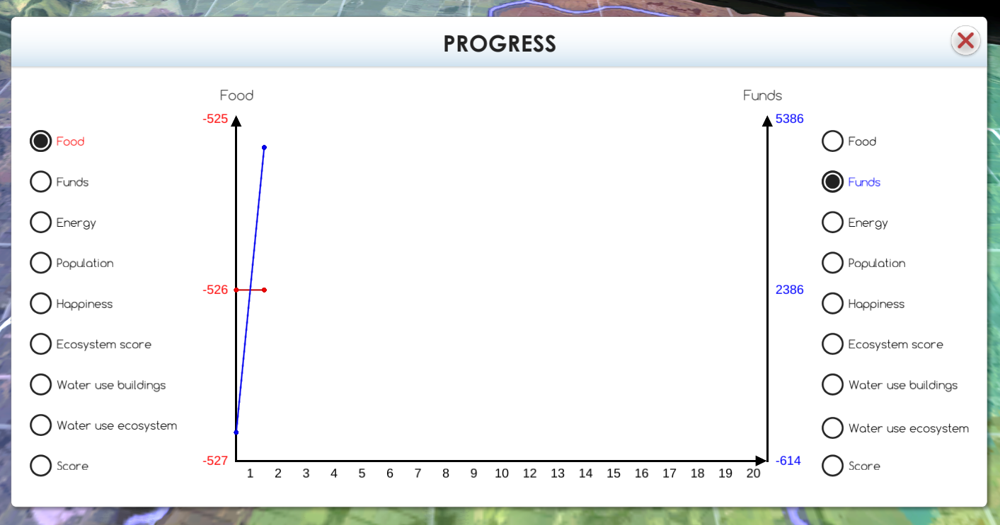 PROGRESS
Food
Funds
-525
5386
Food
Food
Funds
Funds
Energy
Energy
Population
Population
-526
2386
Happiness
Happiness
Ecosystem score
Ecosystem score
Water use buildings
Water use buildings
Water use ecosystem
Water use ecosystem
-527
-614
Score
Score
1 2 3 4 5 6 7 8 9 10 12 13 14 15 16 17 18 19 20